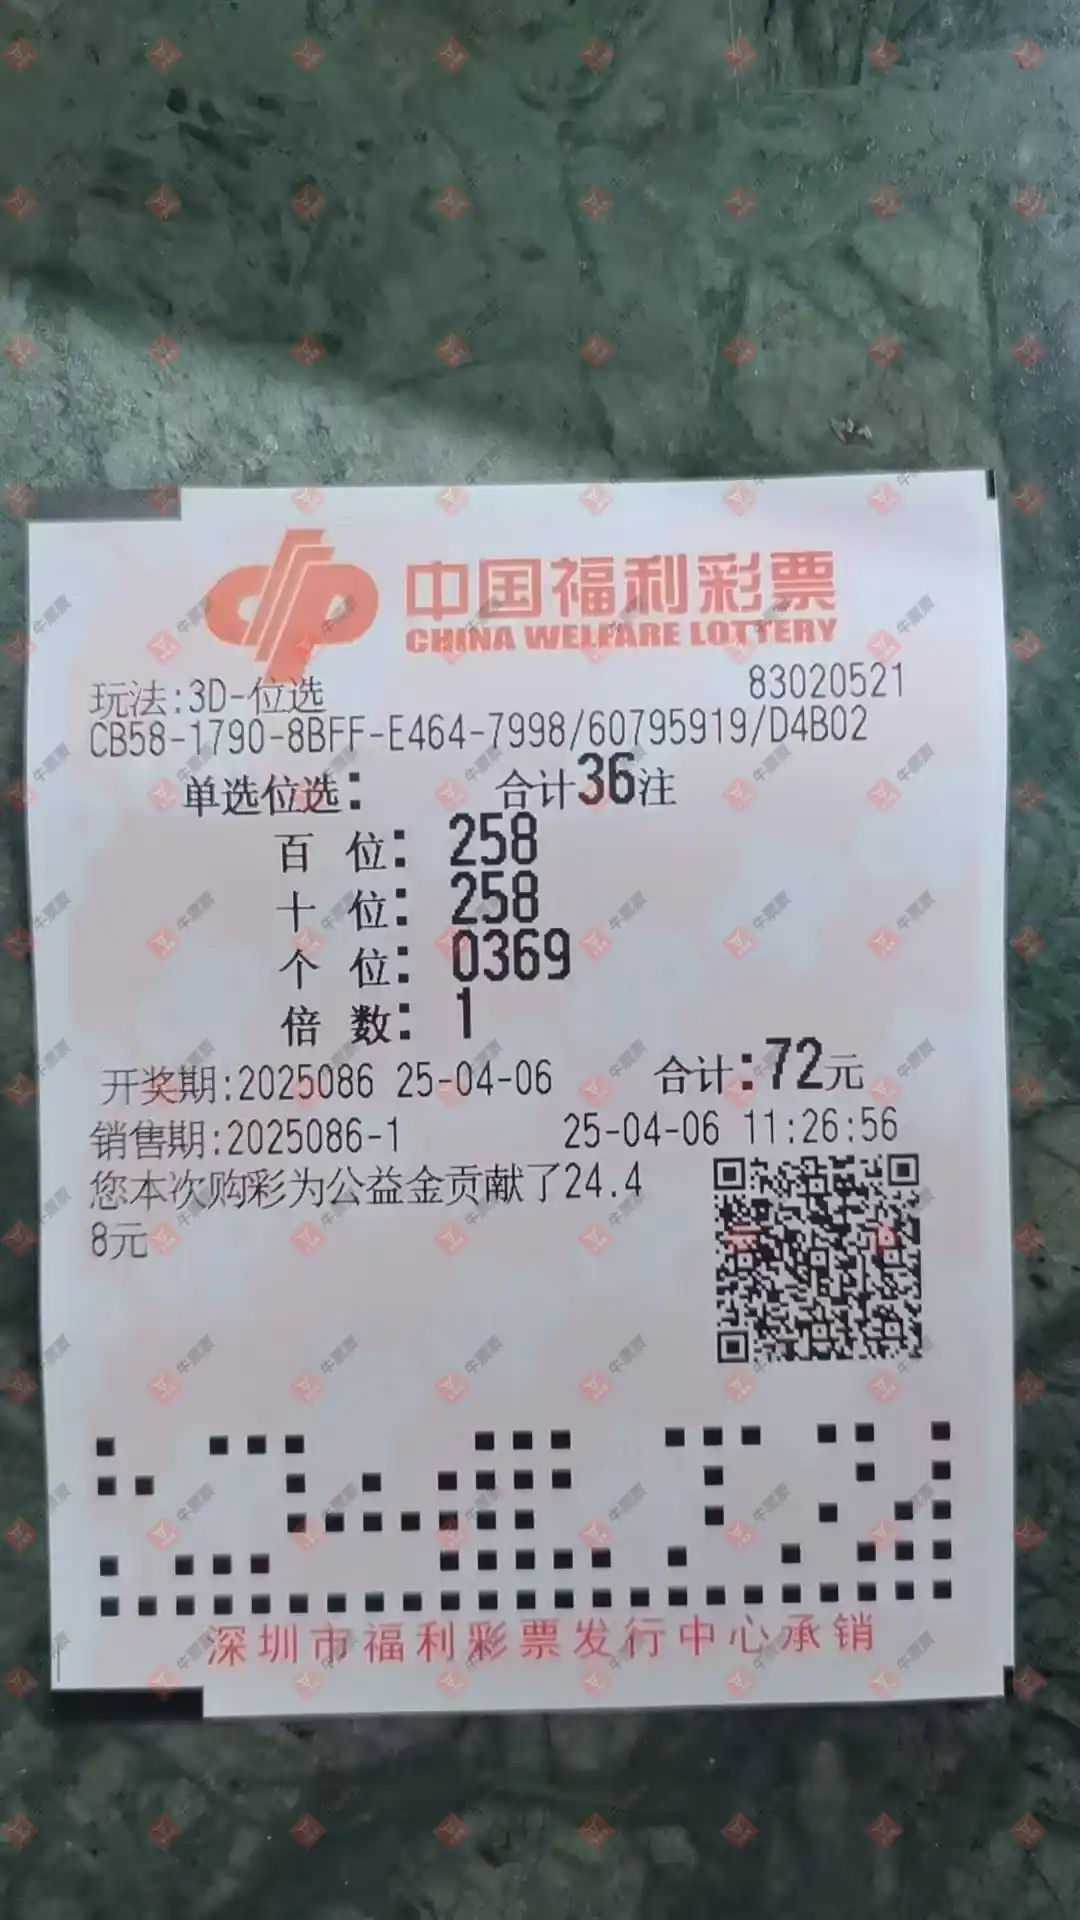 中国福利彩票
CHINA WELFARE LOTTERY
玩法:3D-位选 83020521
CB58-1790-8BFF-E464-7998/60795919/D4B02
单选位选: 合计36注
百 位: 258
十 位: 258
个 位: 0369
倍 数: 1
开奖期:2025086 25-04-06 合计:72元
销售期:2025086-1 25-04-06 11:26:56
您本次购彩为公益金贡献了24.4
8元
深圳市福利彩票发行中心承销